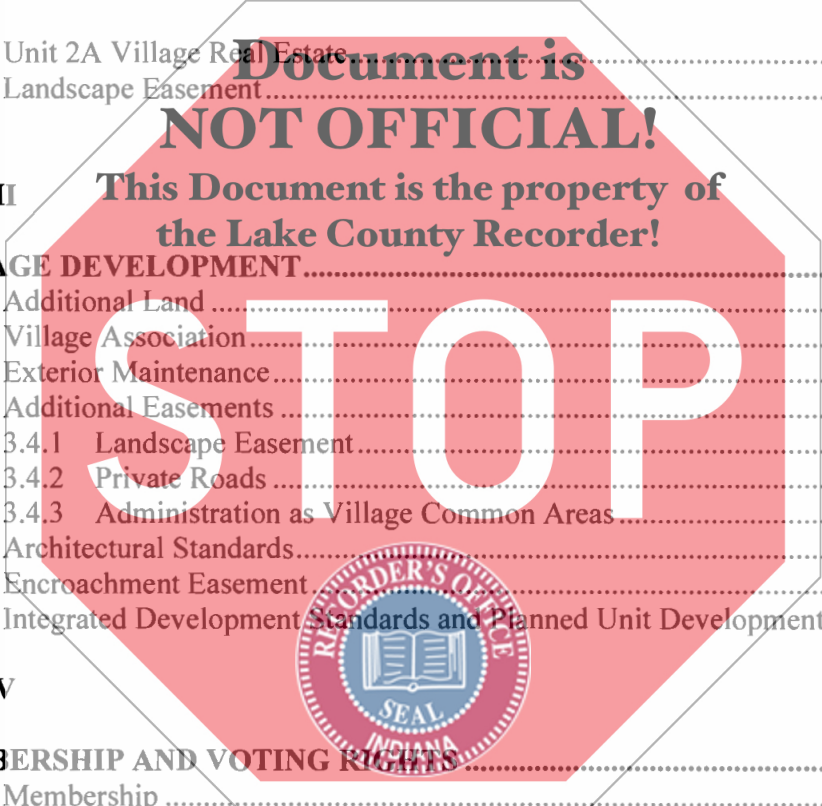 Document is
Unit 2A Village Real Estate
Landscape Easement
NOT OFFICIAL!
II
This Document is the property of
the Lake County Recorder!
AGE DEVELOPMENT
Additional Land
Village Association
Exterior Maintenance
Additional Easements
3.4.1 Landscape Easement
3.4.2 Private Roads
3.4.3 Administration as Village Common Areas
STOP
Architectural Standards
Encroachment Easement
Integrated Development Standards and Planned Unit Development
RECORDER'S OFFICE
SEAL
INDIANA
V
BERSHIP AND VOTING RIGHTS
Membership